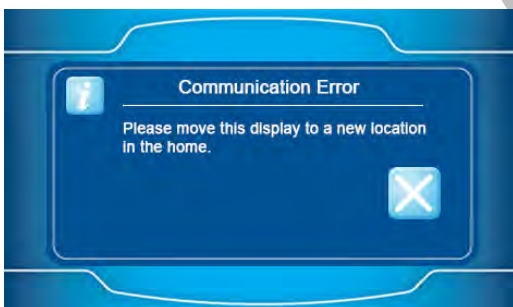 Communication Error
Please move this display to a new location
in the home.